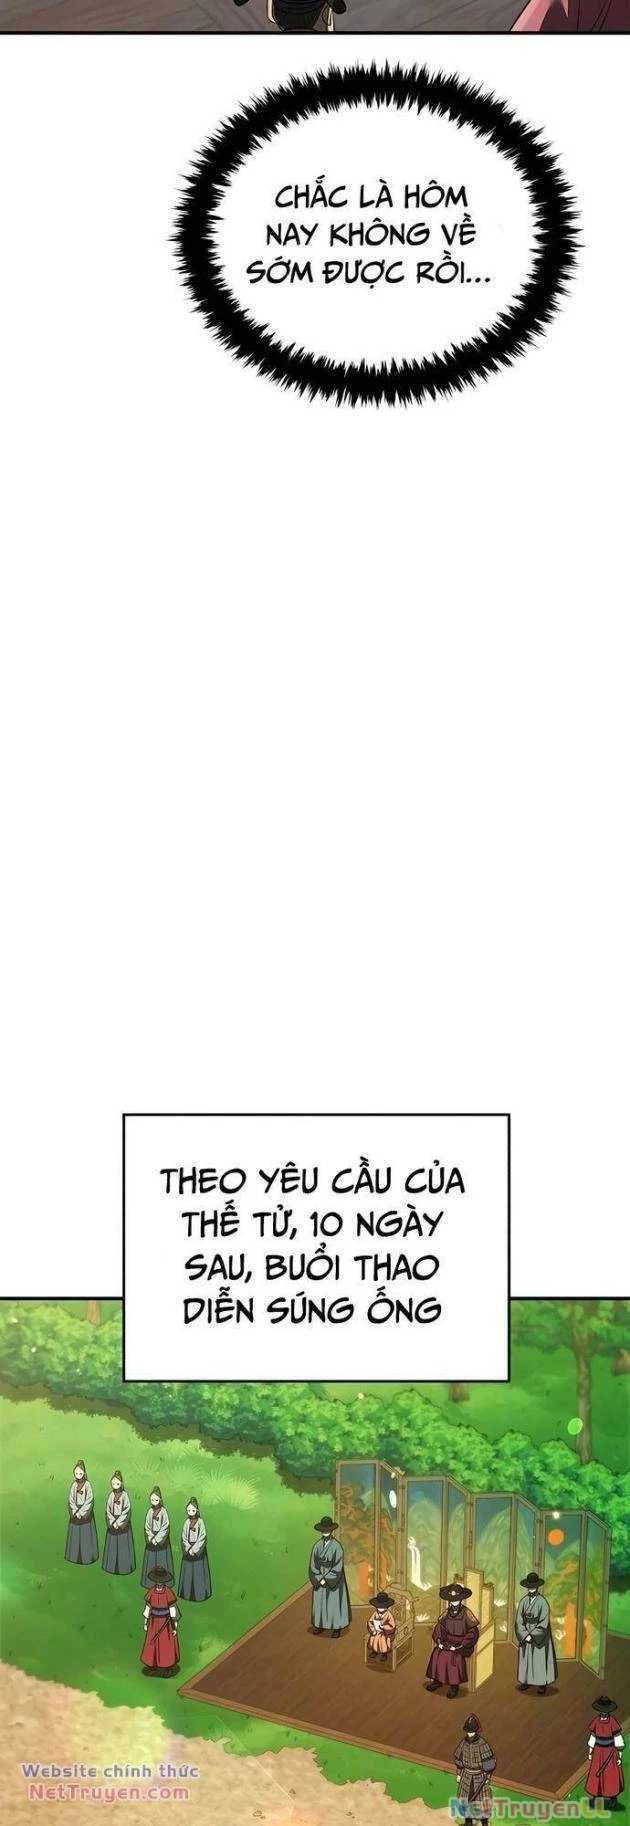 CHẮC LÀ HÔM
NAY KHÔNG VỀ
SỚM ĐƯỢC RỒI...
THEO YÊU CẦU CỦA
THẾ TỬ, 10 NGÀY
SAU, BUỔI THAO
DIỄN SÚNG ỐNG
Website chính thức
NetTruyen.com
NetTruyenLL